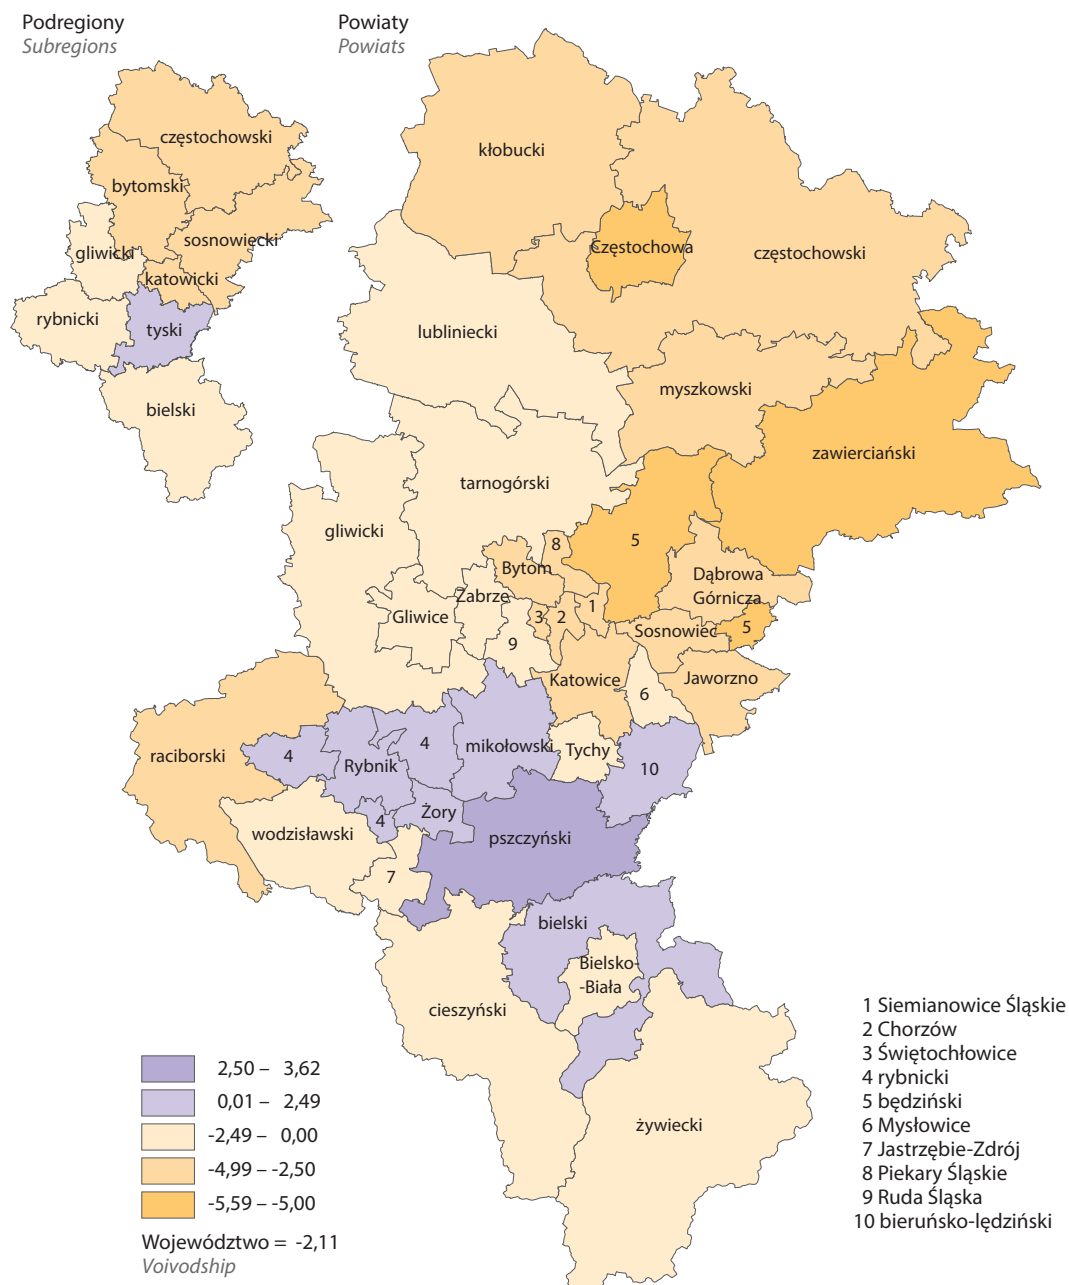 Podregiony
Subregions
Powiaty
Powiats
częstochowski
bytomski
sosnowiecki
gliwicki
katowicki
rybnicki
tyski
bielski
kłobucki
Częstochowa
częstochowski
lubliniecki
myszkowski
zawierciański
tarnogórski
gliwicki
5
8
Bytom
Dąbrowa
Górnicza
Zabrze
Gliwice
3
2
1
9
Sosnowiec
5
Katowice
6
Jaworzno
raciborski
4
Rybnik
4
mikołowski
Tychy
10
4
Żory
wodzisławski
pszczyński
7
bielski
Bielsko-
-Biała
cieszyński
żywiecki
2,50 – 3,62
0,01 – 2,49
-2,49 – 0,00
-4,99 – -2,50
-5,59 – -5,00
Województwo = -2,11
Voivodship
1 Siemianowice Śląskie
2 Chorzów
3 Świętochłowice
4 rybnicki
5 będziński
6 Mysłowice
7 Jastrzębie-Zdrój
8 Piekary Śląskie
9 Ruda Śląska
10 bieruńsko-lędziński